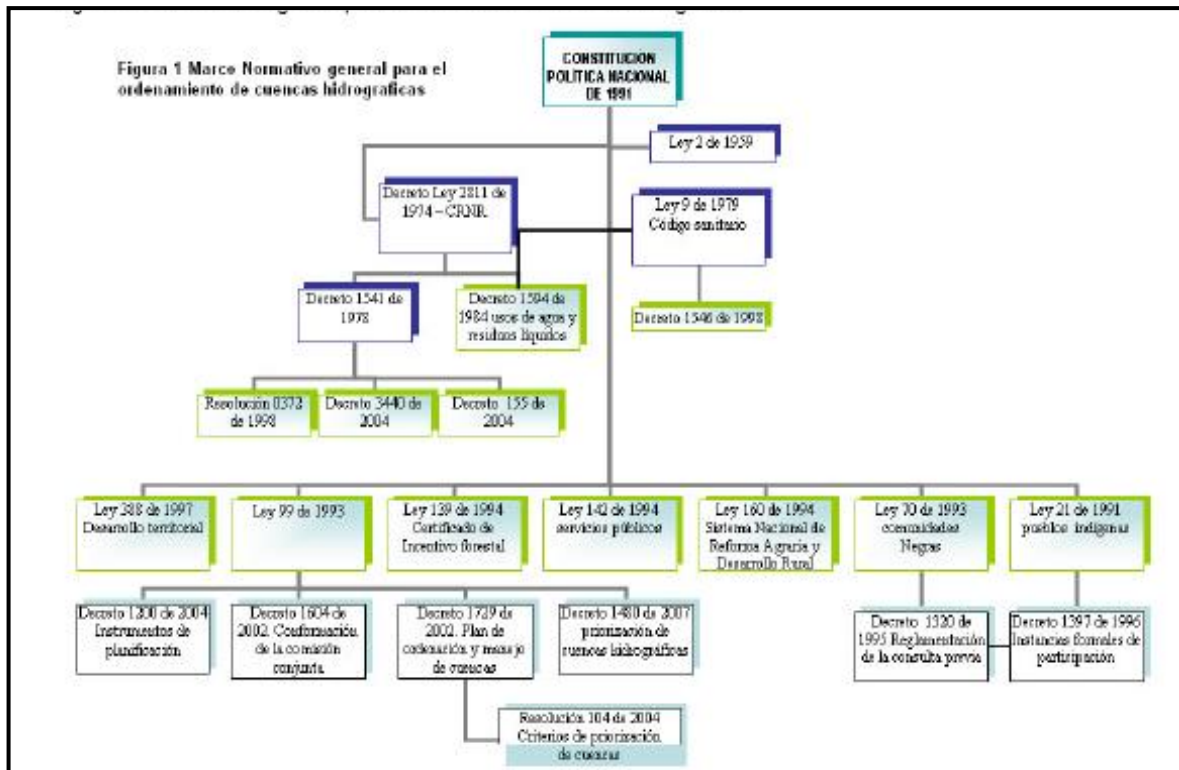 Figura 1 Marco Normativo general para el
ordenamiento de cuencas hidrograficas
CONSTITUCIÓN
POLÍTICA NACIONAL
DE 1991
Ley 2 de 1959
Decreto Ley 2811 de
1974 – CRNR
Ley 9 de 1979
Código sanitario
Decreto 1541 de
1978
Decreto 1594 de
1984 usos de agua y
residuos líquidos
Decreto 1546 de 1998
Resolución 0372
de 1998
Decreto 3440 de
2004
Decreto 155 de
2004
Ley 388 de 1997
Desarrollo territorial
Ley 99 de 1993
Ley 139 de 1994
Certificado de
Incentivo forestal
Ley 142 de 1994
servicios públicos
Ley 160 de 1994
Sistema Nacional de
Reforma Agraria y
Desarrollo Rural
Ley 70 de 1993
comunidades
Negras
Ley 21 de 1991
pueblos indígenas
Decreto 1200 de 2004
Instrumentos de
planificación
Decreto 1604 de
2002. Conformación
de la comisión
conjunta
Decreto 1729 de
2002. Plan de
ordenación y manejo
de cuencas
Decreto 1480 de 2007
priorización de
cuencas hidrográficas
Decreto 1320 de
1995 Reglamentación
de la consulta previa
Decreto 1397 de 1996
Instancias formales de
participación
Resolución 104 de 2004
Criterios de priorización
de cuencas